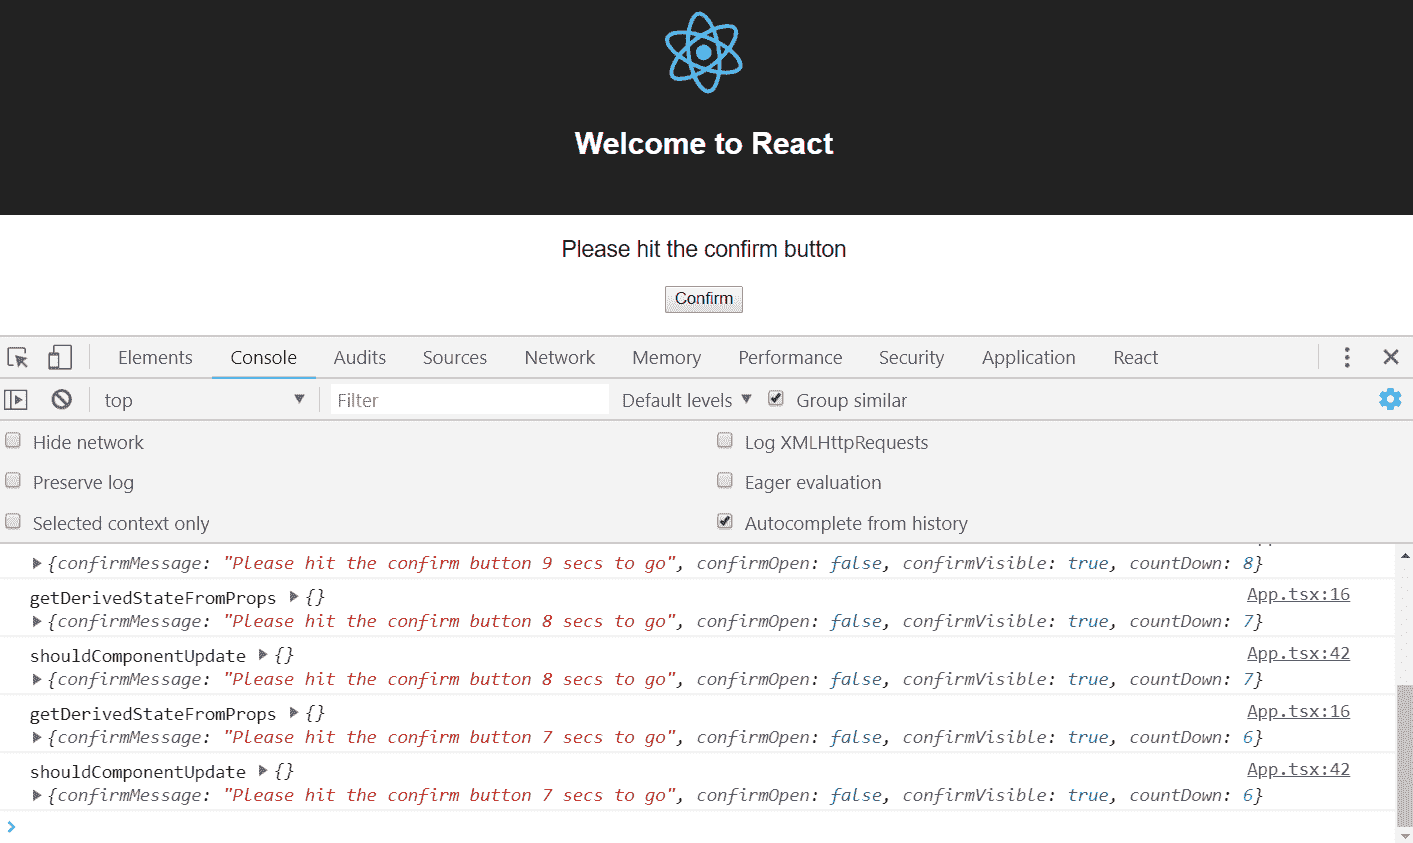 Welcome to React
Please hit the confirm button
Confirm
Elements Console Audits Sources Network Memory Performance Security Application React
top Filter Default levels Group similar
Hide network Log XMLHttpRequests
Preserve log Eager evaluation
Selected context only Autocomplete from history
{confirmMessage: "Please hit the confirm button 9 secs to go", confirmOpen: false, confirmVisible: true, countDown: 8}
getDerivedStateFromProps {} App.tsx:16
{confirmMessage: "Please hit the confirm button 8 secs to go", confirmOpen: false, confirmVisible: true, countDown: 7}
shouldComponentUpdate {} App.tsx:42
{confirmMessage: "Please hit the confirm button 8 secs to go", confirmOpen: false, confirmVisible: true, countDown: 7}
getDerivedStateFromProps {} App.tsx:16
{confirmMessage: "Please hit the confirm button 7 secs to go", confirmOpen: false, confirmVisible: true, countDown: 6}
shouldComponentUpdate {} App.tsx:42
{confirmMessage: "Please hit the confirm button 7 secs to go", confirmOpen: false, confirmVisible: true, countDown: 6}